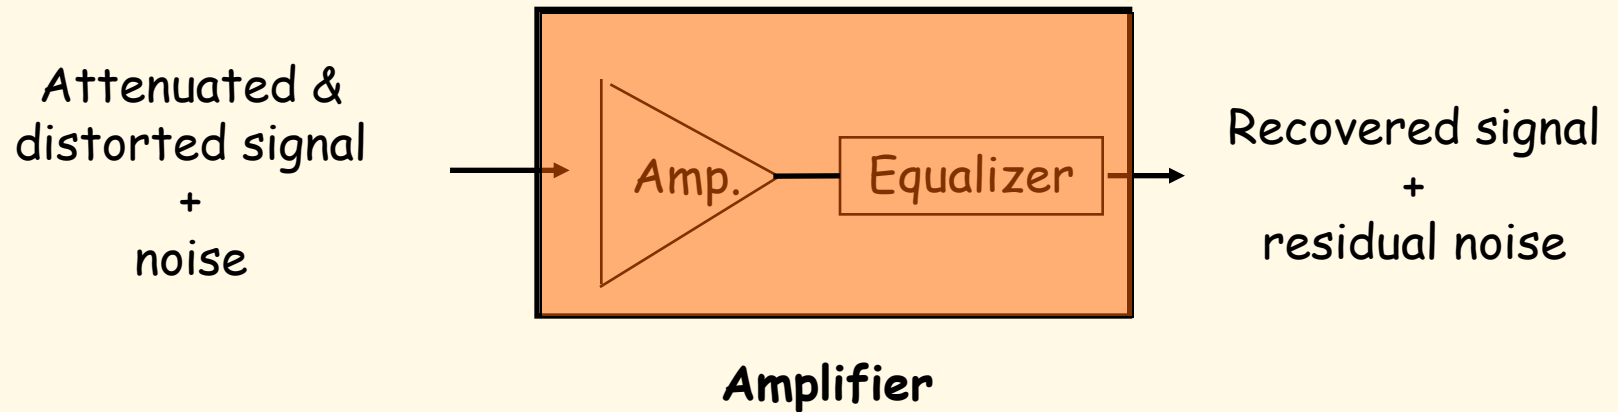 Attenuated &
distorted signal
+
noise
Amp.
Equalizer
Recovered signal
+
residual noise
Amplifier